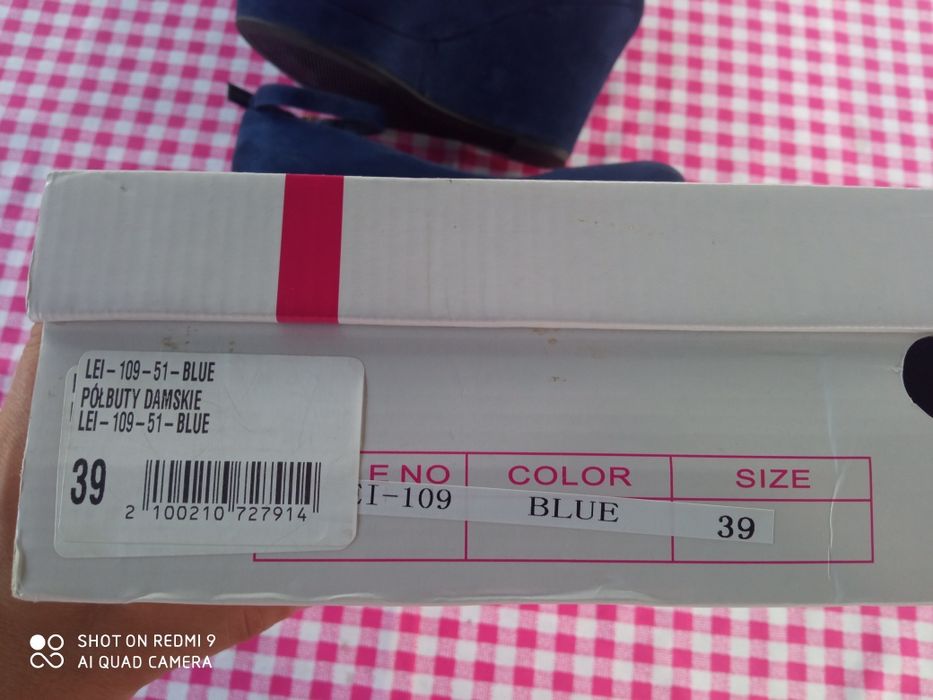 LEI-109-51-BLUE
PÓŁBUTY DAMSKIE
LEI-109-51-BLUE
39
2 100210 727914
E NO COLOR SIZE
EI-109 BLUE 39
SHOT ON REDMI 9
AI QUAD CAMERA